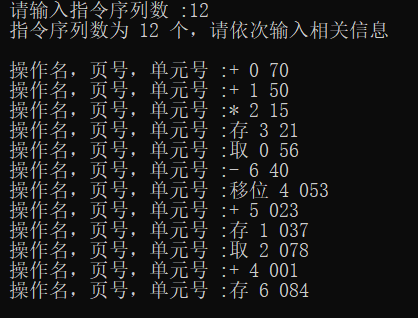 请输入指令序列数 :12
指令序列数为 12 个，请依次输入相关信息
操作名，页号，单元号 :+ 0 70
操作名，页号，单元号 :+ 1 50
操作名，页号，单元号 :* 2 15
操作名，页号，单元号 :存 3 21
操作名，页号，单元号 :取 0 56
操作名，页号，单元号 :- 6 40
操作名，页号，单元号 :移位 4 053
操作名，页号，单元号 :+ 5 023
操作名，页号，单元号 :存 1 037
操作名，页号，单元号 :取 2 078
操作名，页号，单元号 :+ 4 001
操作名，页号，单元号 :存 6 084